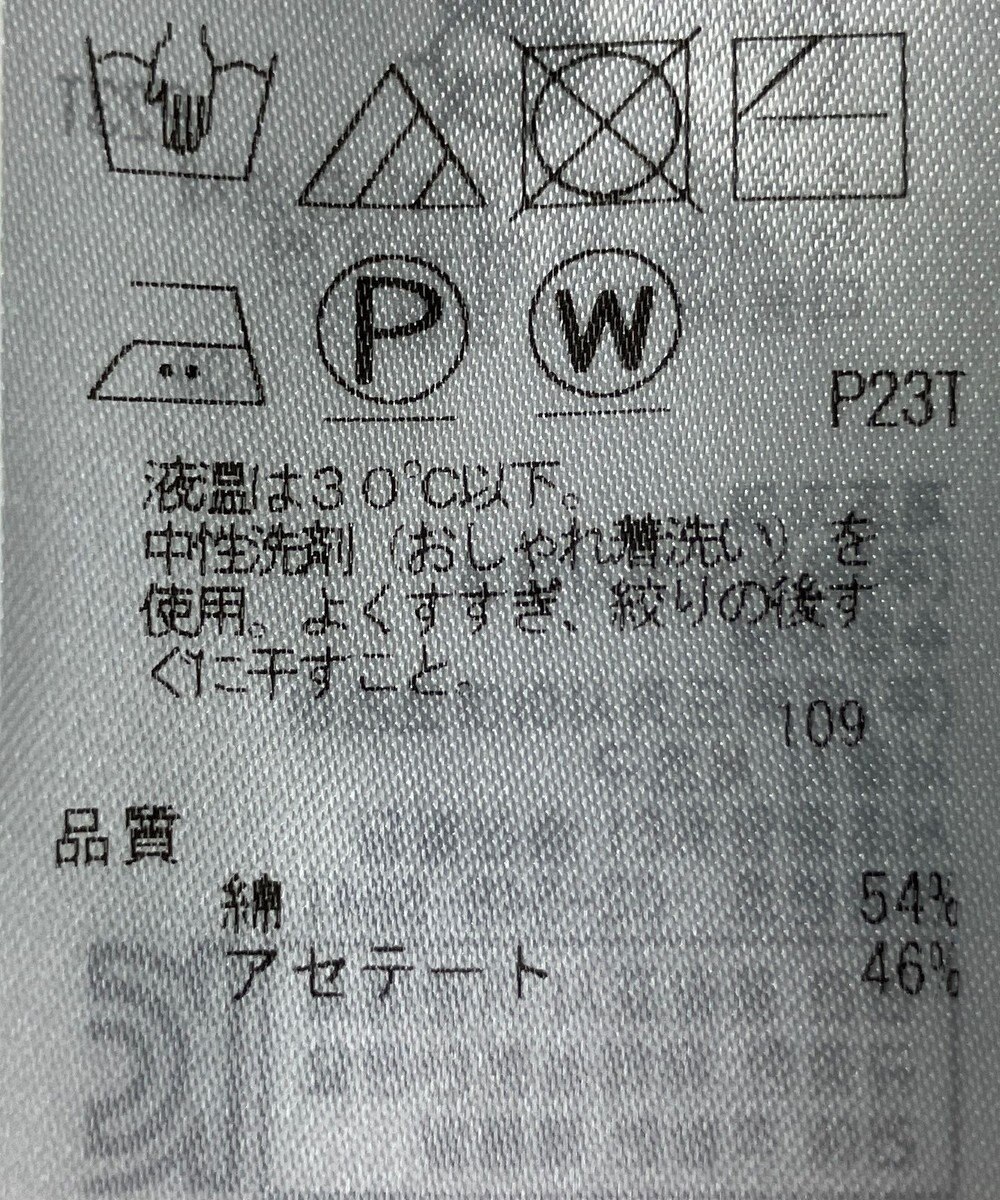 P
W
P23T
液温は30℃以下。
中性洗剤（おしゃれ着洗い）を
使用。よくすすぎ、絞りの後す
ぐに干すこと。
109
品質
綿 54%
アセテート 46%